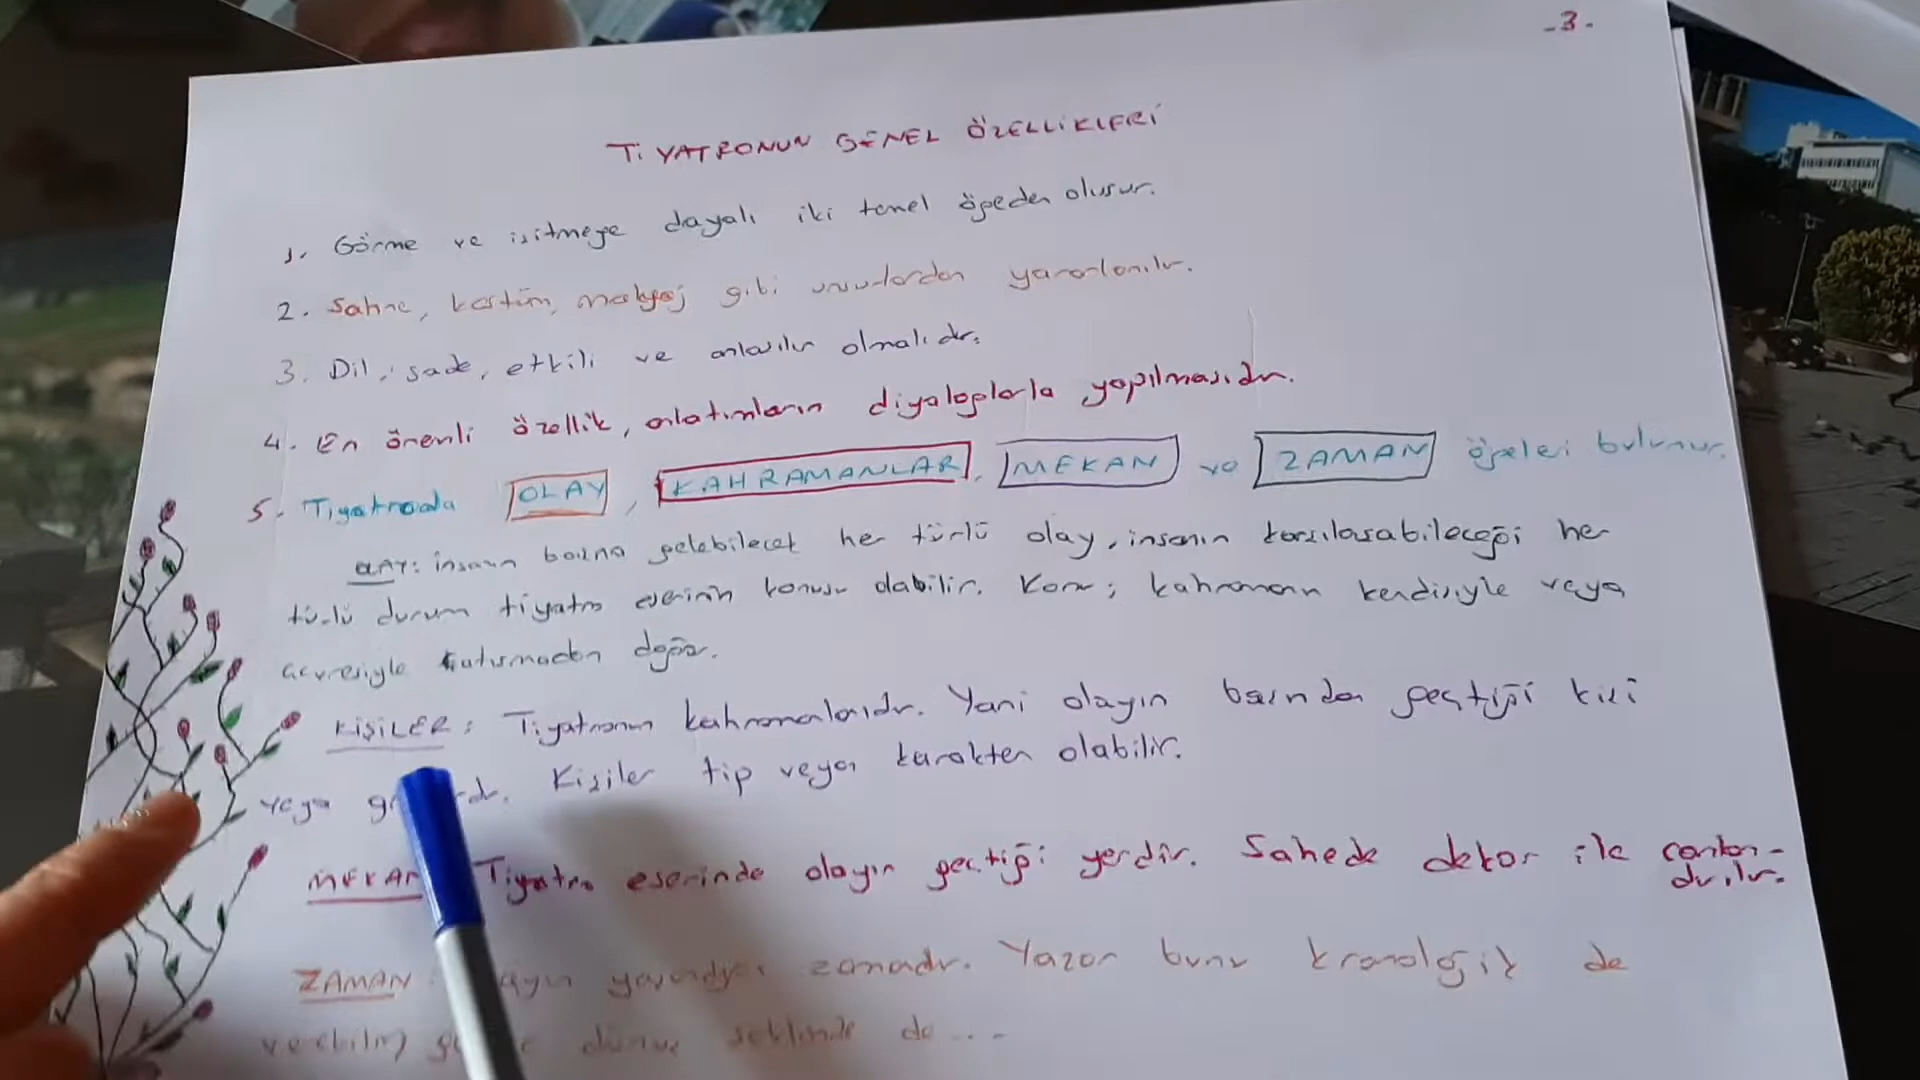 -3-
TİYATRONUN GENEL ÖZELLİKLERİ
1. Görme ve işitmeye dayalı iki temel öğeden oluşur.
2. Sahne, kostüm, makyaj gibi unsurlardan yararlanılır.
3. Dil; sade, etkili ve anlaşılır olmalıdır.
4. En önemli özellik, anlatımların diyaloglarla yapılmasıdır.
5. Tiyatroda OLAY, KAHRAMANLAR, MEKAN ve ZAMAN öğeleri bulunur.
OLAY: insanın başına gelebilecek her türlü olay, insanın karşılaşabileceği her
türlü durum tiyatro eserinin konusu olabilir. Konu; kahramanın kendisiyle veya
çevresiyle çatışmadan doğar.
KİŞİLER: Tiyatronun kahramanlarıdır. Yani olayın başından geçtiği kişi
veya Kişiler tip veya karakter olabilir.
MEKAN Tiyatro eserinde olayın geçtiği yerdir. Sahnede dekor ile canlan-
dırılır.
ZAMAN: zamandır. Yazar bunu kronolojik de
verebilir, şeklinde de...